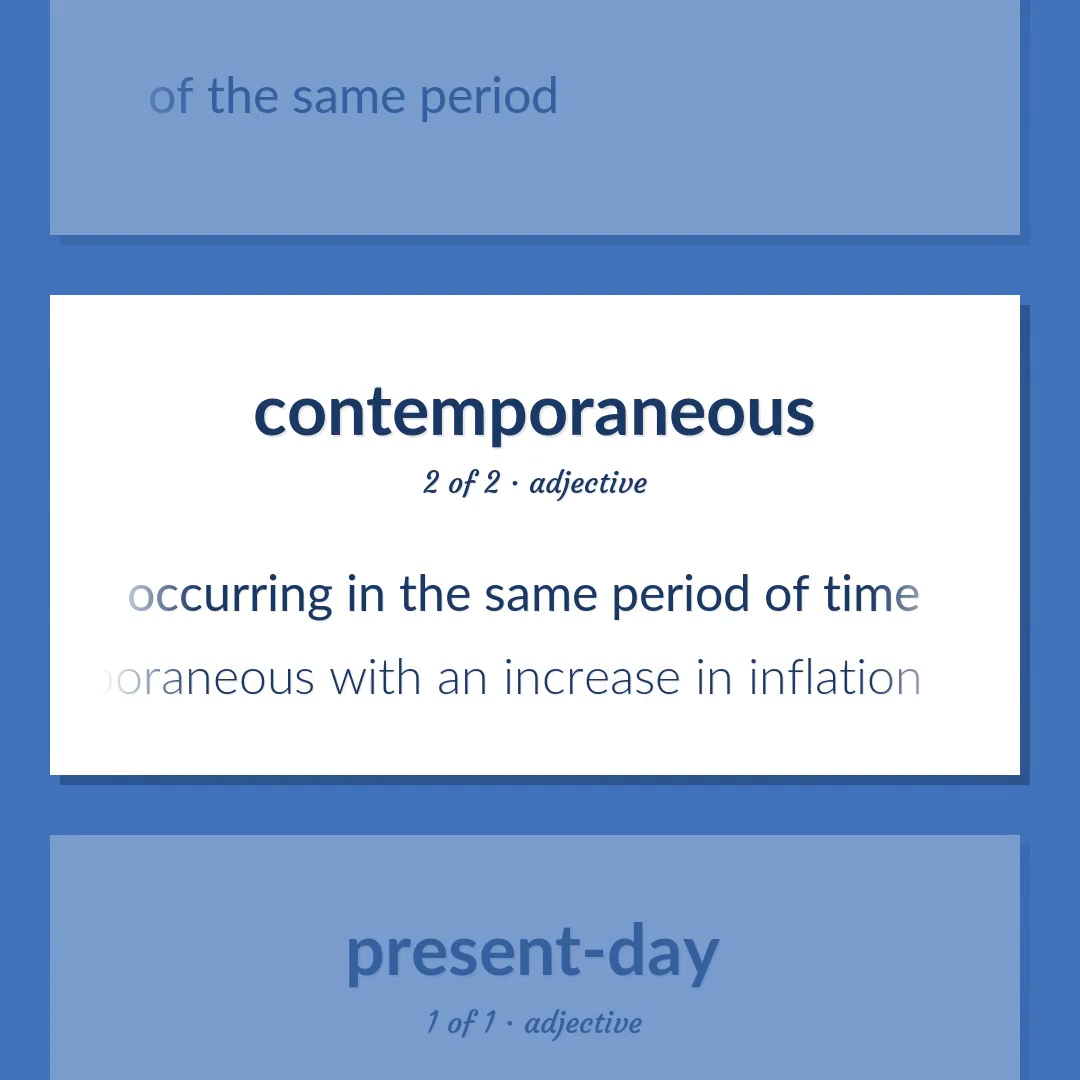 of the same period
contemporaneous
2 of 2 · adjective
occurring in the same period of time
with an increase in inflation
present-day
1 of 1 · adjective